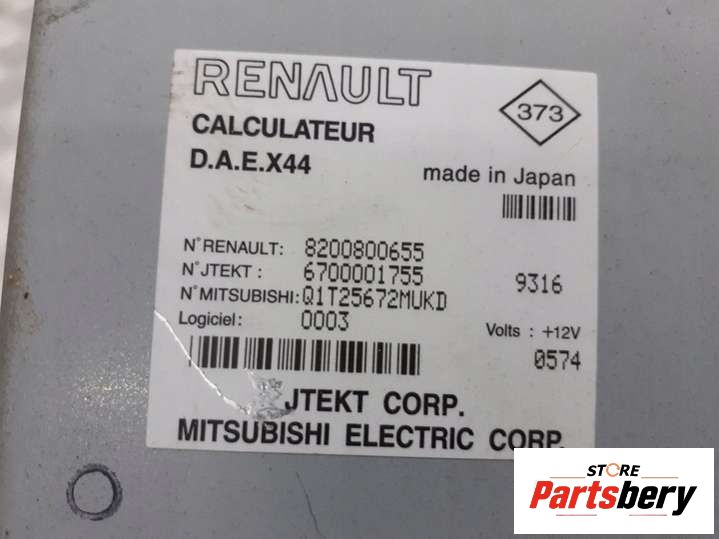 RENAULT
373
CALCULATEUR
D.A.E.X44
made in Japan
N° RENAULT: 8200800655
N° JTEKT : 6700001755
9316
N° MITSUBISHI: Q1T25672MUKD
Logiciel: 0003
Volts : +12V
0574
JTEKT CORP.
MITSUBISHI ELECTRIC CORP.
STORE
Partsbery